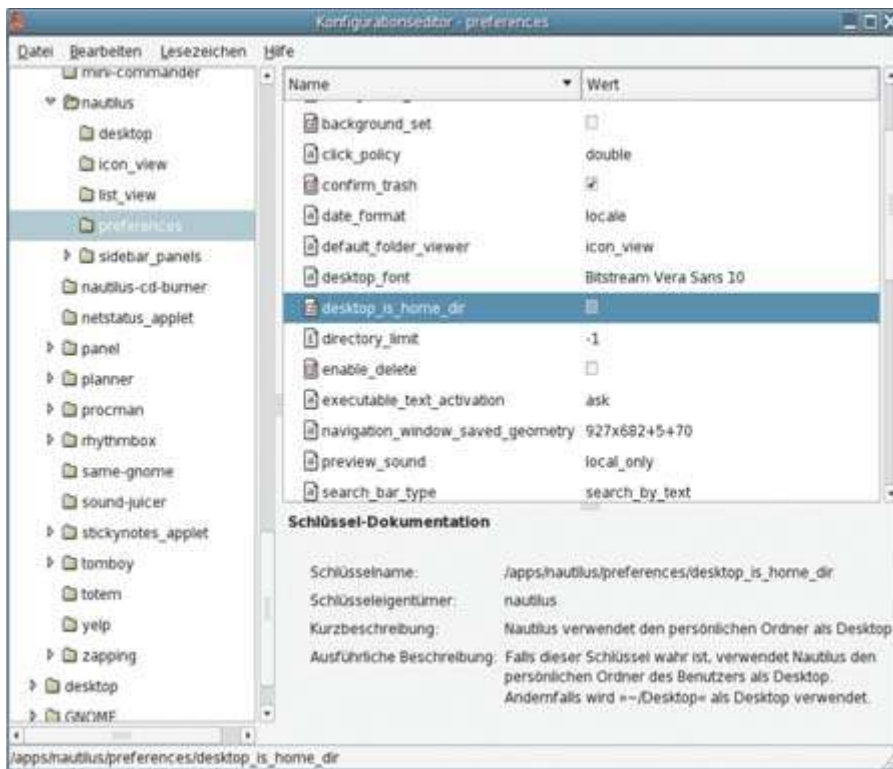 Konfigurationseditor - preferences
Datei Bearbeiten Lesezeichen Hilfe
mini-commander
nautilus
desktop
icon_view
list_view
preferences
sidebar_panels
nautilus-cd-burner
netstatus_applet
panel
planner
procman
rhythmbox
same-gnome
sound-juicer
stickynotes_applet
tomboy
totem
yelp
zapping
desktop
GNOME
Name Wert
background_set
click_policy double
confirm_trash
date_format locale
default_folder_viewer icon_view
desktop_font Bitstream Vera Sans 10
desktop_is_home_dir
directory_limit -1
enable_delete
executable_text_activation ask
navigation_window_saved_geometry 927x682+5+70
preview_sound local_only
search_bar_type search_by_text
Schlüssel-Dokumentation
Schlüsselname: /apps/nautilus/preferences/desktop_is_home_dir
Schlüsseleigentümer: nautilus
Kurzbeschreibung: Nautilus verwendet den persönlichen Ordner als Desktop
Ausführliche Beschreibung: Falls dieser Schlüssel wahr ist, verwendet Nautilus den
persönlichen Ordner des Benutzers als Desktop.
Andernfalls wird »~/Desktop« als Desktop verwendet.
/apps/nautilus/preferences/desktop_is_home_dir